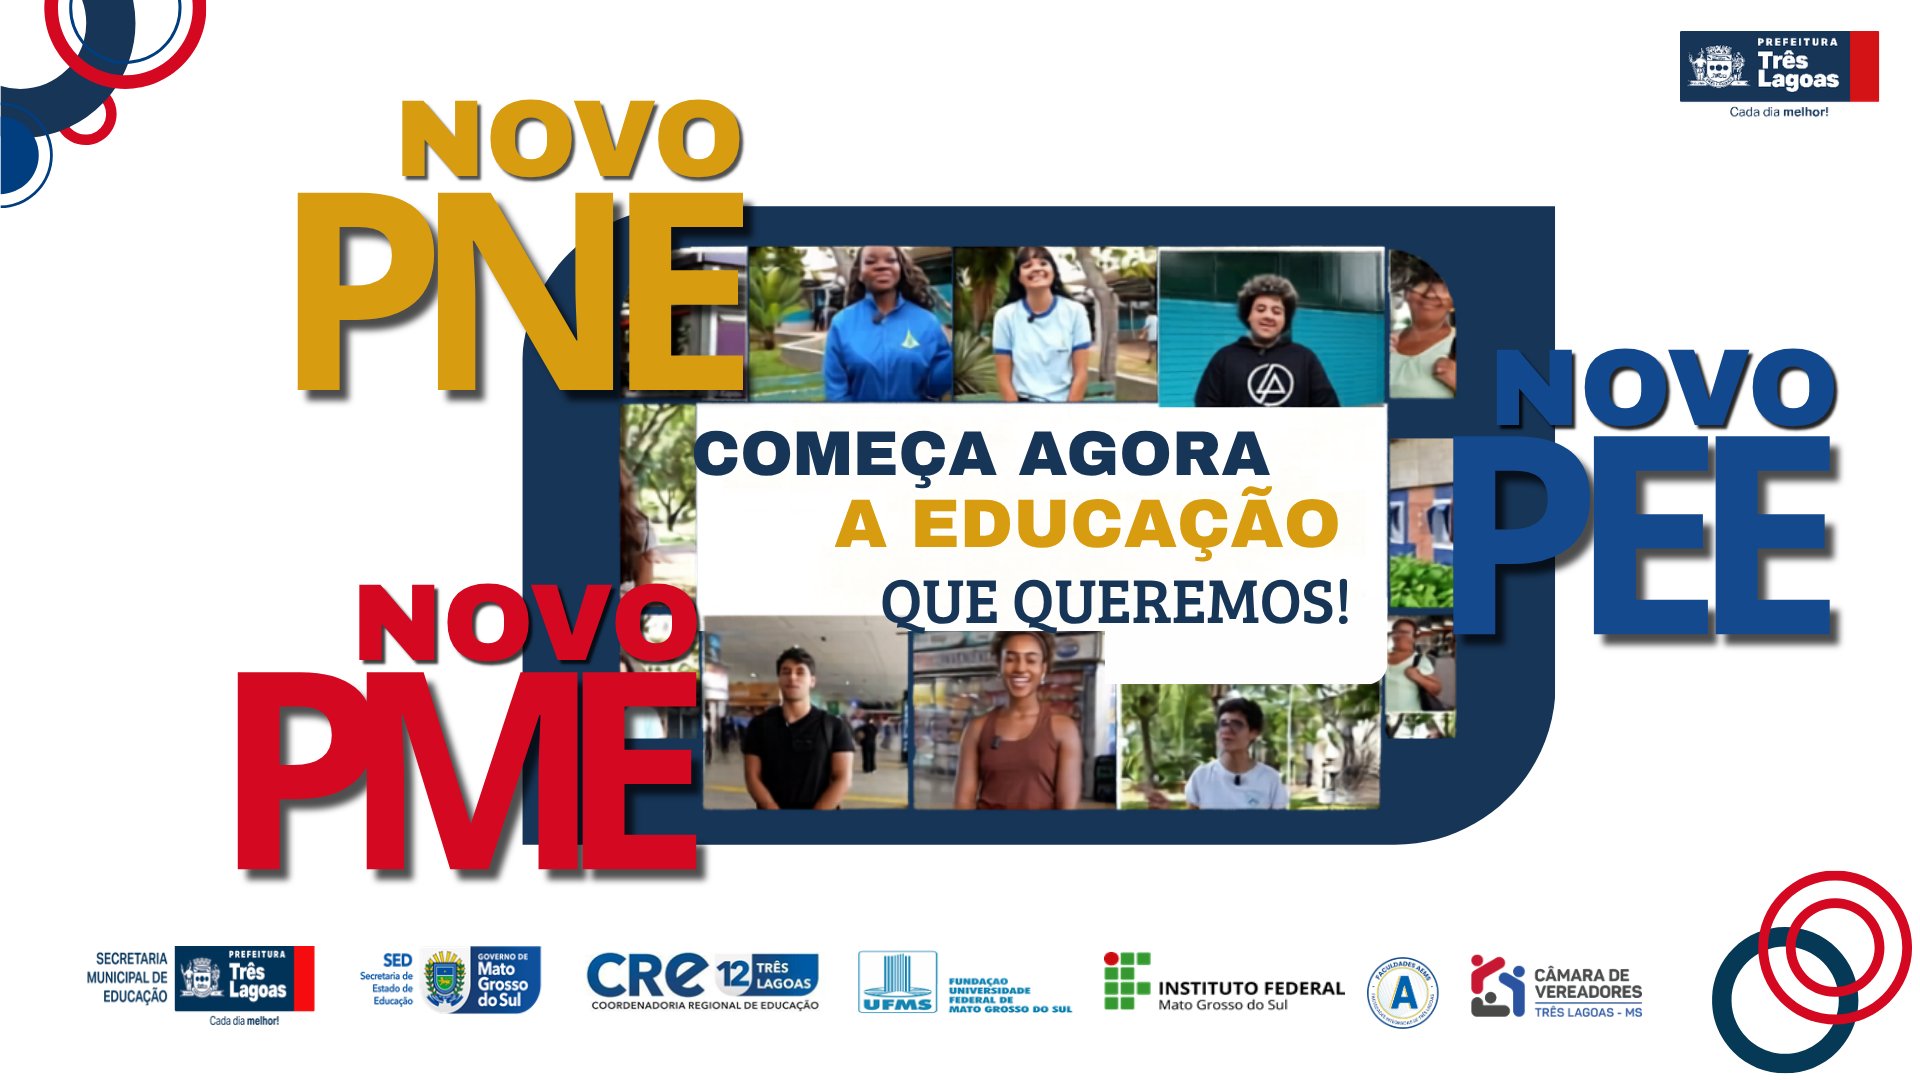 PREFEITURA
Três
Lagoas
Cada dia melhor!
NOVO
PNE
NOVO
PEE
COMEÇA AGORA
A EDUCAÇÃO
QUE QUEREMOS!
NOVO
PME
SECRETARIA
MUNICIPAL DE
EDUCAÇÃO
PREFEITURA
Três
Lagoas
Cada dia melhor!
SED
Secretaria de
Estado de
Educação
GOVERNO DE
Mato
Grosso
do Sul
CRE 12 TRÊS
LAGOAS
COORDENADORIA REGIONAL DE EDUCAÇÃO
UFMS
FUNDAÇAO
UNIVERSIDADE
FEDERAL DE
MATO GROSSO DO SUL
INSTITUTO FEDERAL
Mato Grosso do Sul
FACULDADES AEMS
A
CÂMARA DE
VEREADORES
TRÊS LAGOAS - MS